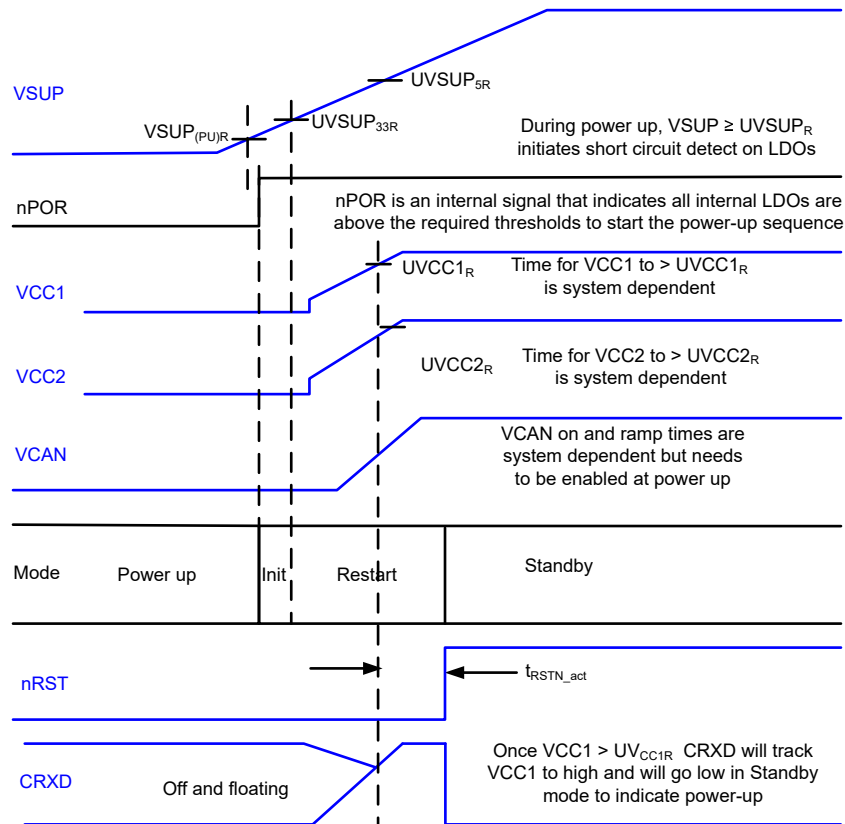 UVSUP5R
VSUP
VSUP(PU)R
UVSUP33R
During power up, VSUP ≥ UVSUPR
initiates short circuit detect on LDOs
nPOR
nPOR is an internal signal that indicates all internal LDOs are
above the required thresholds to start the power-up sequence
VCC1
UVCC1R
Time for VCC1 to > UVCC1R
is system dependent
VCC2
UVCC2R
Time for VCC2 to > UVCC2R
is system dependent
VCAN
VCAN on and ramp times are
system dependent but needs
to be enabled at power up
Mode
Power up
Init
Restart
Standby
nRST
tRSTN_act
CRXD
Off and floating
Once VCC1 > UVCC1R CRXD will track
VCC1 to high and will go low in Standby
mode to indicate power-up